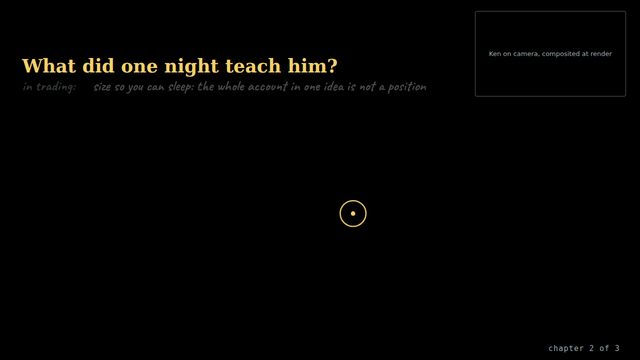 Ken on camera, composited at render
What did one night teach him?
in trading: size so you can sleep: the whole account in one idea is not a position
chapter 2 of 3